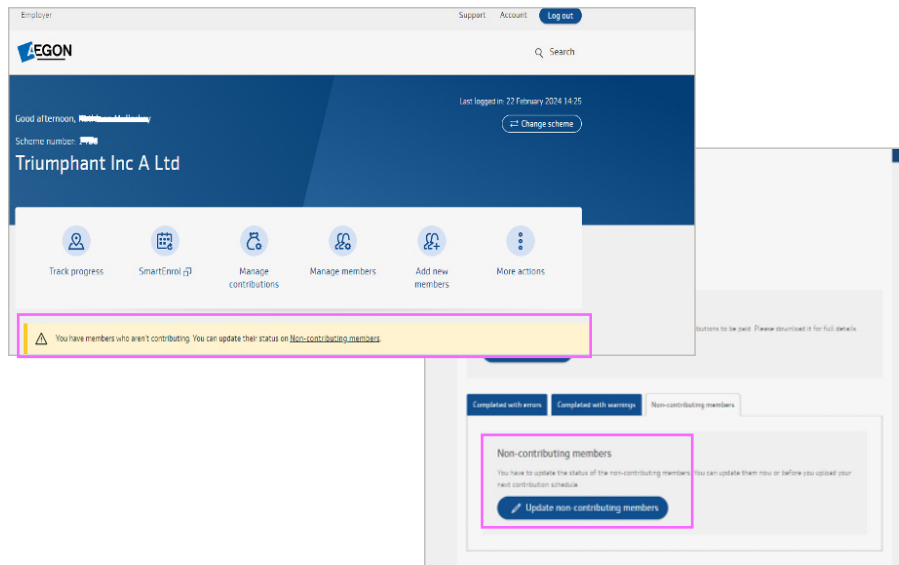 Employer
Support Account Log out
AEGON
Search
Last logged in: 22 February 2024 14:25
Good afternoon,
Change scheme
Scheme number:
Triumphant Inc A Ltd
Track progress
SmartEnrol
Manage contributions
Manage members
Add new members
More actions
You have members who aren't contributing. You can update their status on Non-contributing members.
butions to be paid. Please download it for full details.
Completed with errors
Completed with warnings
Non-contributing members
Non-contributing members
You have to update the status of the non-contributing members. You can update them now or before you upload your
next contribution schedule
Update non-contributing members